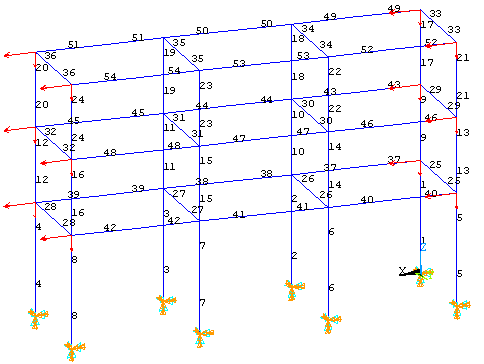 49 49 33
50 50 33
51 51 35 34 17
36 19 35 18 34 52 17
20 36 54 54 53 53 52 21
20 24 19 23 18 22 43 43 29 21
45 45 44 44 30 9 29
32 24 31 11 23 10 30 22 46 46 13
12 32 48 48 31 47 47 9
12 16 11 15 10 14 37 37 25 13
39 39 38 38 26 1 25
28 16 27 3 15 2 26 14 40 40 5
4 28 42 42 27 41 41
8 7 6 1 Z
4 3 2 X 5
8 7 6